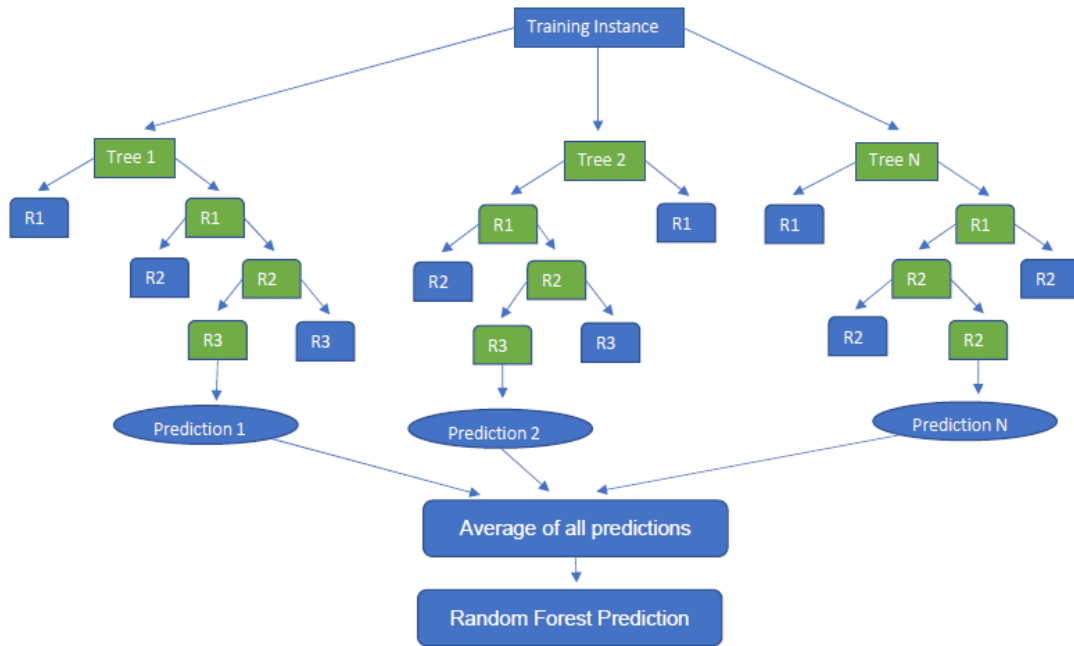 Training Instance
Tree 1
Tree 2
Tree N
R1
R1
R1
R1
R1
R1
R2
R2
R2
R2
R2
R2
R3
R3
R3
R3
R2
R2
Prediction 1
Prediction 2
Prediction N
Average of all predictions
Random Forest Prediction